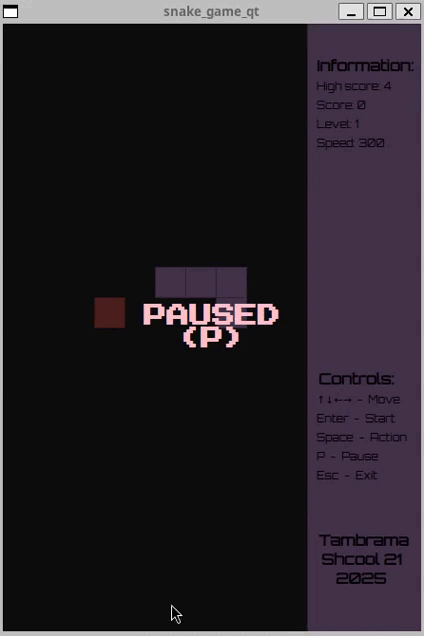 snake_game_qt
Information:
High score: 4
Score: 0
Level: 1
Speed: 300
PAUSED
(P)
Controls:
↑↓←→ - Move
Enter - Start
Space - Action
P - Pause
Esc - Exit
Tambrama
Shcool 21
2025